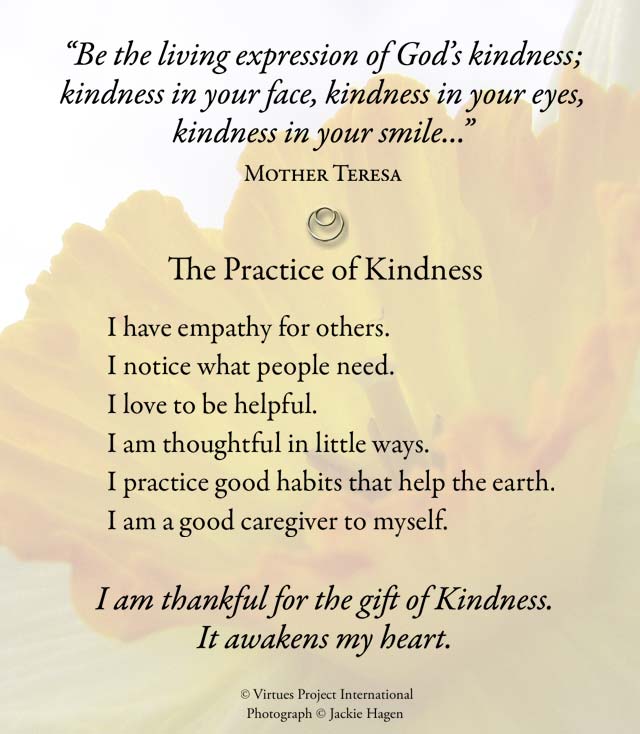 “Be the living expression of God’s kindness;
kindness in your face, kindness in your eyes,
kindness in your smile...”
Mother Teresa
The Practice of Kindness
I have empathy for others.
I notice what people need.
I love to be helpful.
I am thoughtful in little ways.
I practice good habits that help the earth.
I am a good caregiver to myself.
I am thankful for the gift of Kindness.
It awakens my heart.
© Virtues Project International
Photograph © Jackie Hagen